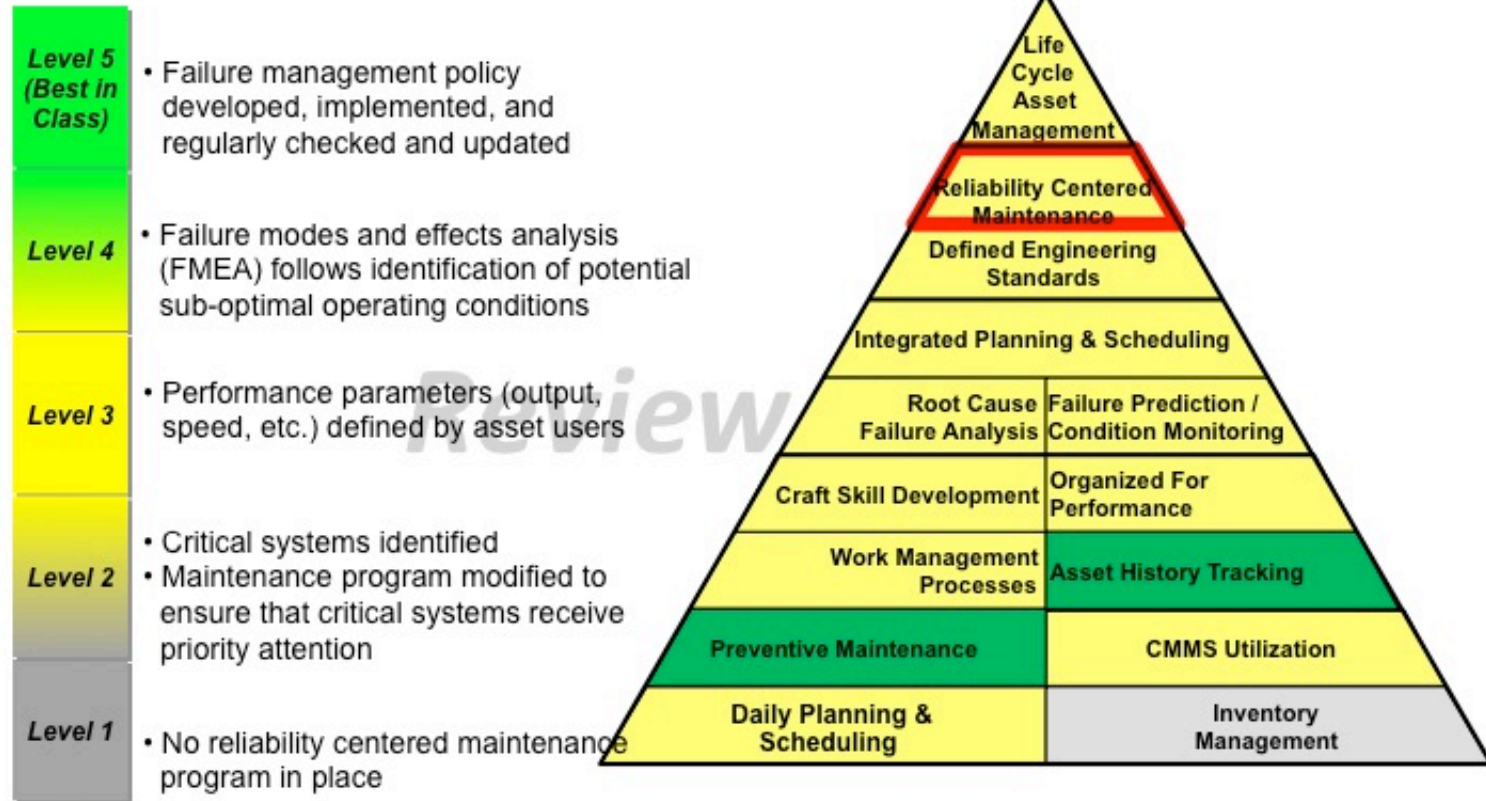 Level 5
(Best in
Class)
• Failure management policy
developed, implemented, and
regularly checked and updated
Level 4
• Failure modes and effects analysis
(FMEA) follows identification of potential
sub-optimal operating conditions
Level 3
• Performance parameters (output,
speed, etc.) defined by asset users
Level 2
• Critical systems identified
• Maintenance program modified to
ensure that critical systems receive
priority attention
Level 1
• No reliability centered maintenance
program in place
Review
Life
Cycle
Asset
Management
Reliability Centered
Maintenance
Defined Engineering
Standards
Integrated Planning & Scheduling
Root Cause
Failure Analysis
Failure Prediction /
Condition Monitoring
Craft Skill Development
Organized For
Performance
Work Management
Processes
Asset History Tracking
Preventive Maintenance
CMMS Utilization
Daily Planning &
Scheduling
Inventory
Management